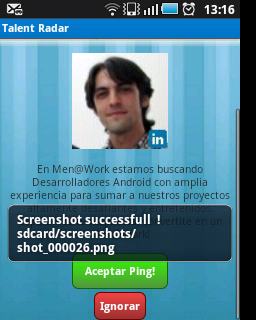 13:16
Talent Radar
in
En Men@Work estamos buscando
Desarrolladores Android con amplia
experiencia para sumar a nuestros proyectos
Screenshot successfull !
sdcard/screenshots/
shot_000026.png
Aceptar Ping!
Ignorar